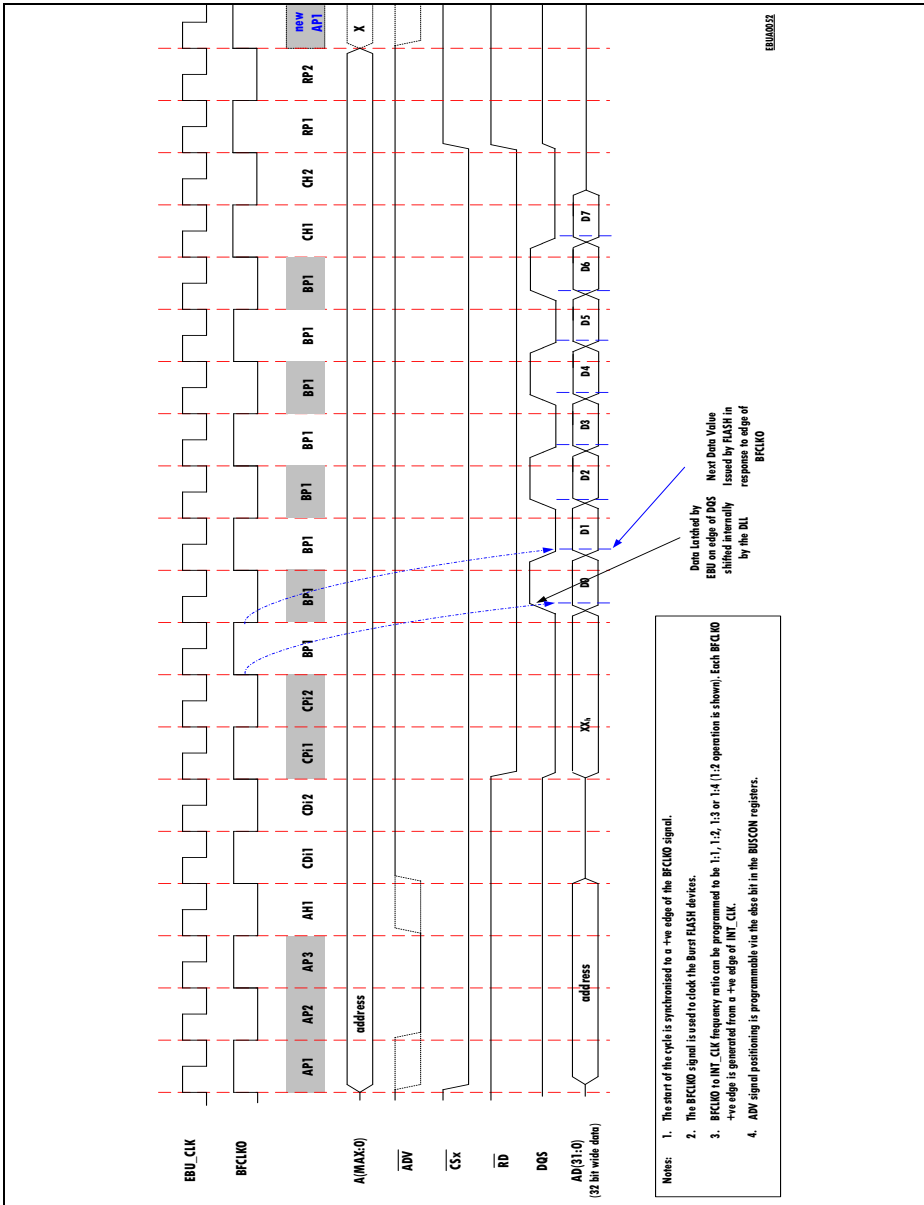 EBU_CLK
BFCLKO
AP1 AP2 AP3 AH1 CDi1 CDi2 CPi1 CPi2 BP1 BP1 BP1 BP1 BP1 BP1 BP1 BP1 CH1 CH2 RP1 RP2 new AP1
A(MAX:0) address X
ADV
CSx
RD
DQS
AD(31:0) address XXh D0 D1 D2 D3 D4 D5 D6 D7
(32 bit wide data)
Data Latched by
EBU on edge of DQS
shifted internally
by the DLL
Next Data Value
Issued by FLASH in
response to edge of
BFCLKO
Notes: 1. The start of the cycle is synchronised to a +ve edge of the BFCLKO signal.
2. The BFCLKO signal is used to clock the Burst FLASH devices.
3. BFCLKO to INT_CLK frequency ratio can be programmed to be 1:1, 1:2, 1:3 or 1:4 (1:2 operation is shown). Each BFCLKO
+ve edge is generated from a +ve edge of INT_CLK.
4. ADV signal positioning is programmable via the ebse bit in the BUSCON registers.
EBUA0052